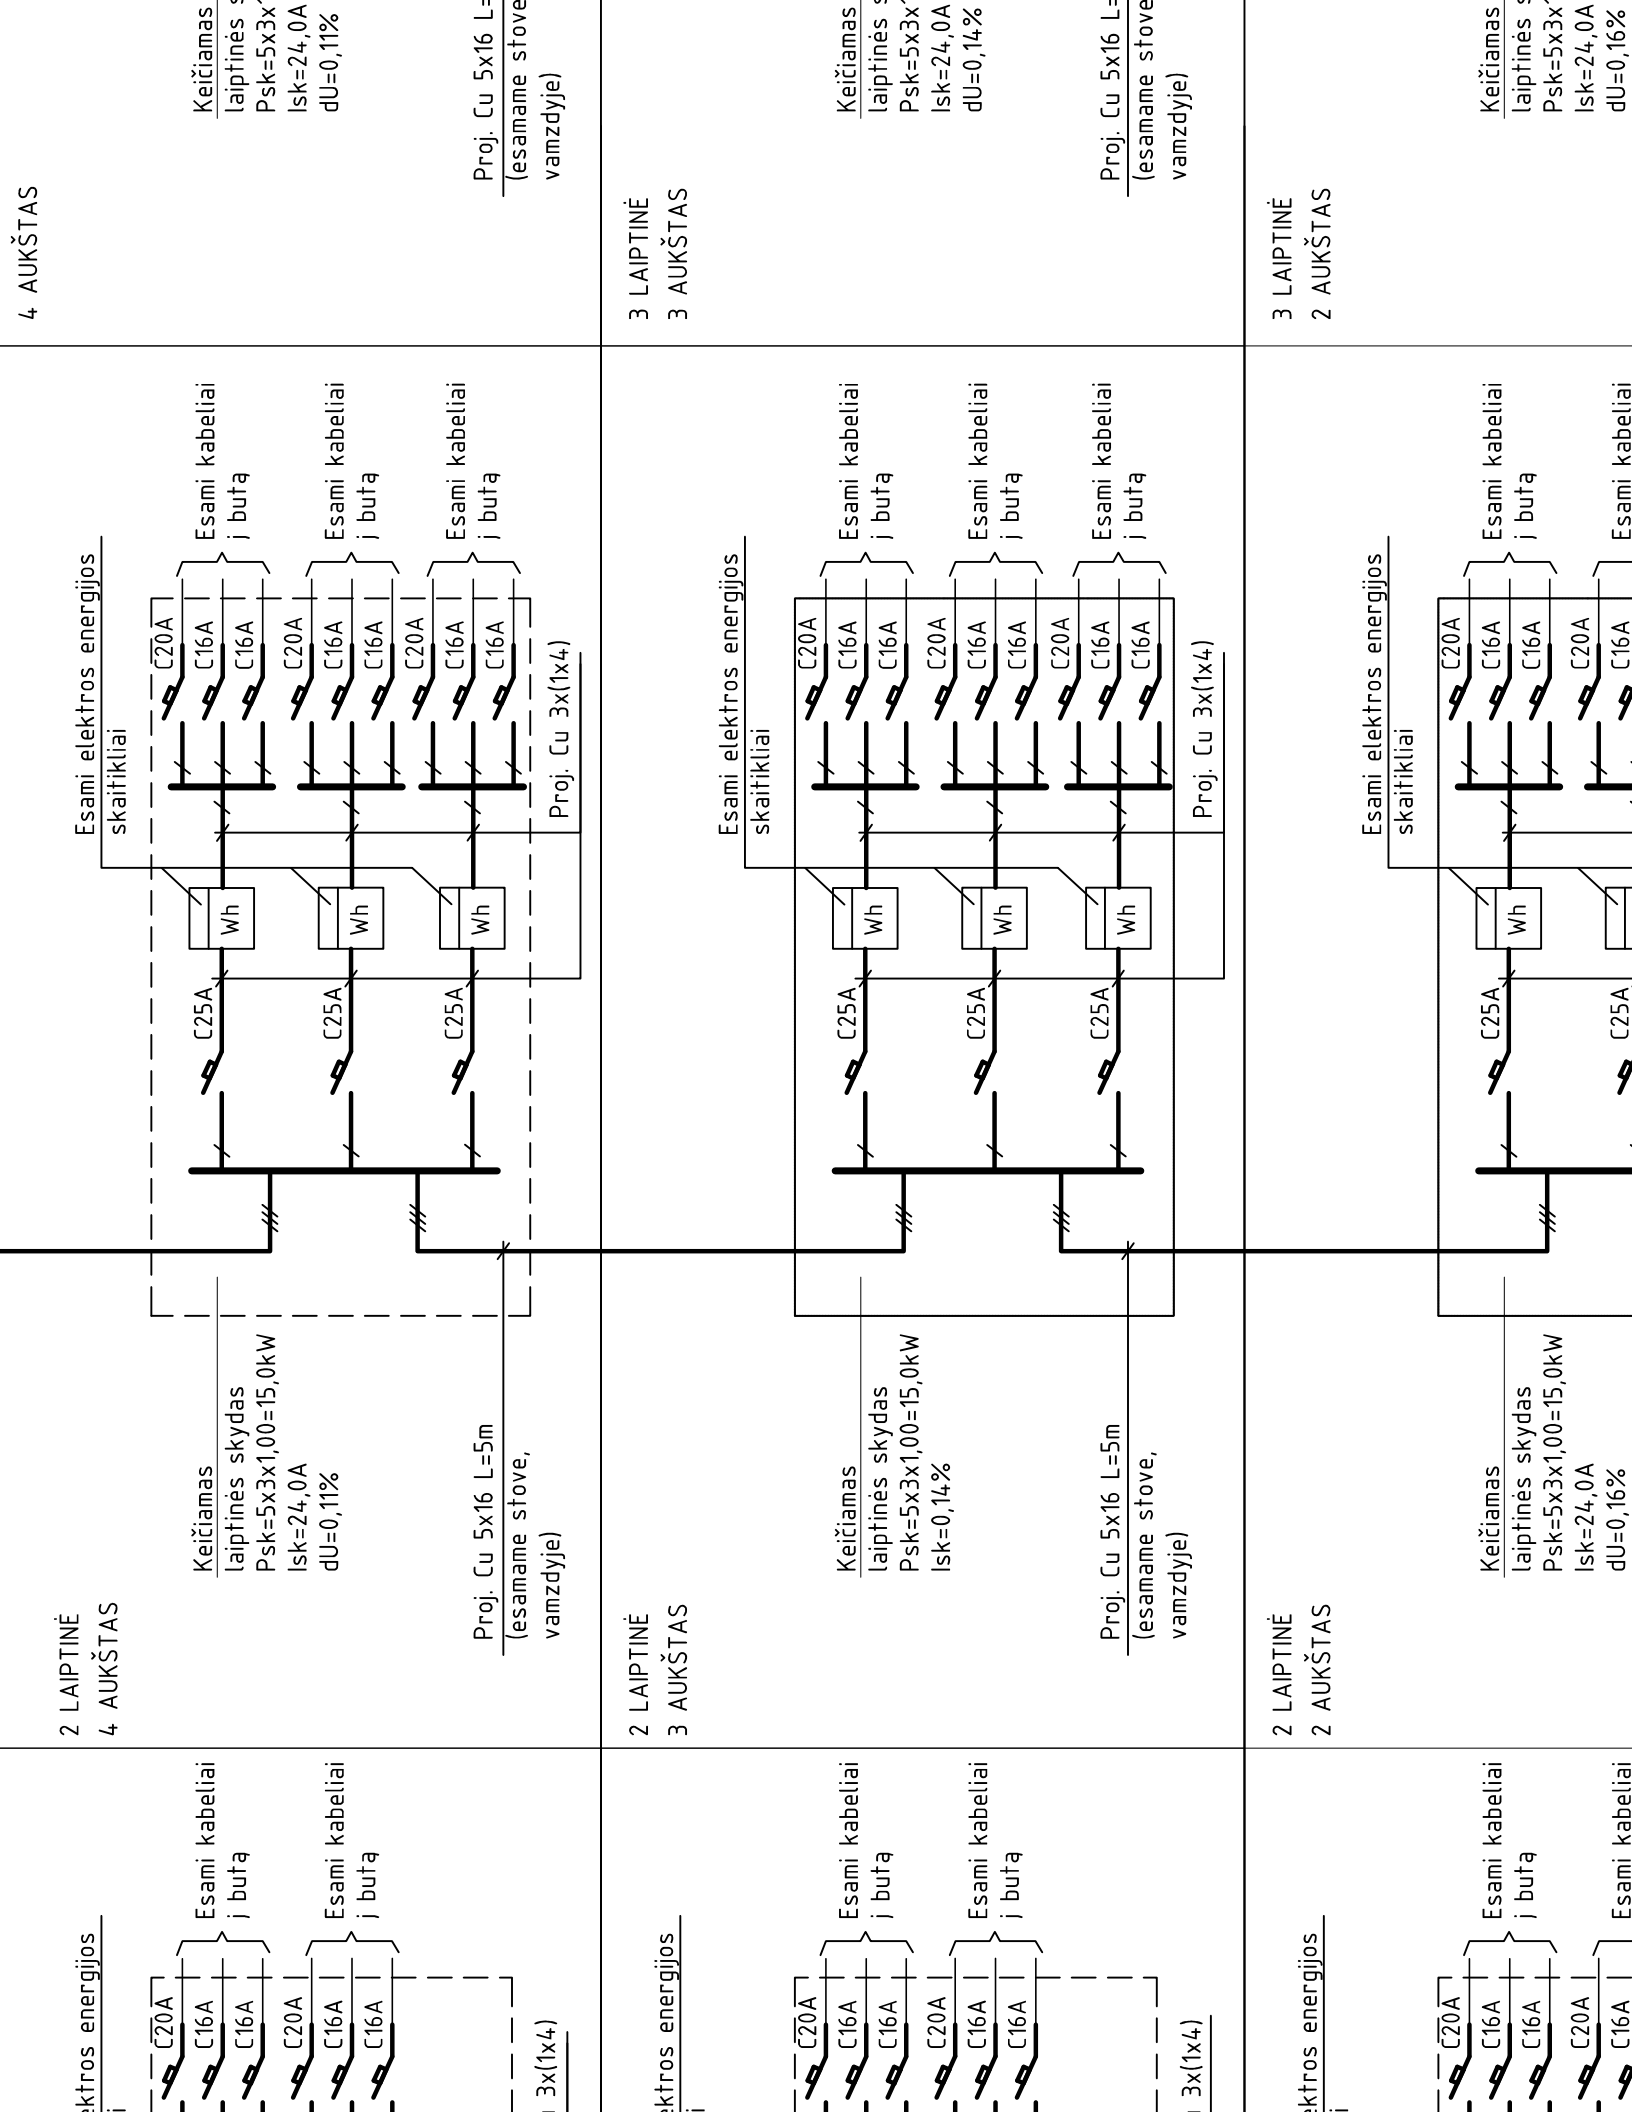 ektros energijos
C20A
C16A
C16A
Esami kabeliai
į butą
C20A
C16A
C16A
Esami kabeliai
į butą
3x(1x4)
2 LAIPTINĖ
4 AUKŠTAS
Esami elektros energijos
skaitikliai
Keičiamas
laiptinės skydas
Psk=5x3x1,00=15,0kW
Isk=24,0A
dU=0,11%
C25A
Wh
C20A
C16A
C16A
Esami kabeliai
į butą
C25A
Wh
C20A
C16A
C16A
Esami kabeliai
į butą
C25A
Wh
C20A
C16A
C16A
Esami kabeliai
į butą
Proj. Cu 5x16 L=5m
(esamame stove,
vamzdyje)
Proj. Cu 3x(1x4)
4 AUKŠTAS
Keičiamas
laiptinės
Psk=5x3x
Isk=24,0A
dU=0,11%
Proj. Cu 5x16 L=
(esamame stove
vamzdyje)
ektros energijos
C20A
C16A
C16A
Esami kabeliai
į butą
C20A
C16A
C16A
Esami kabeliai
į butą
3x(1x4)
2 LAIPTINĖ
3 AUKŠTAS
Esami elektros energijos
skaitikliai
Keičiamas
laiptinės skydas
Psk=5x3x1,00=15,0kW
Isk=0,14%
C25A
Wh
C20A
C16A
C16A
Esami kabeliai
į butą
C25A
Wh
C20A
C16A
C16A
Esami kabeliai
į butą
C25A
Wh
C20A
C16A
C16A
Esami kabeliai
į butą
Proj. Cu 5x16 L=5m
(esamame stove,
vamzdyje)
Proj. Cu 3x(1x4)
3 LAIPTINĖ
3 AUKŠTAS
Keičiamas
laiptinės
Psk=5x3x
Isk=24,0A
dU=0,14%
Proj. Cu 5x16 L=
(esamame stove
vamzdyje)
ektros energijos
C20A
C16A
C16A
Esami kabeliai
į butą
C20A
C16A
Esami kabeliai
2 LAIPTINĖ
2 AUKŠTAS
Esami elektros energijos
skaitikliai
Keičiamas
laiptinės skydas
Psk=5x3x1,00=15,0kW
Isk=24,0A
dU=0,16%
C25A
Wh
C20A
C16A
C16A
Esami kabeliai
į butą
C25A
C20A
C16A
Esami kabeliai
3 LAIPTINĖ
2 AUKŠTAS
Keičiamas
laiptinės
Psk=5x3x
Isk=24,0A
dU=0,16%